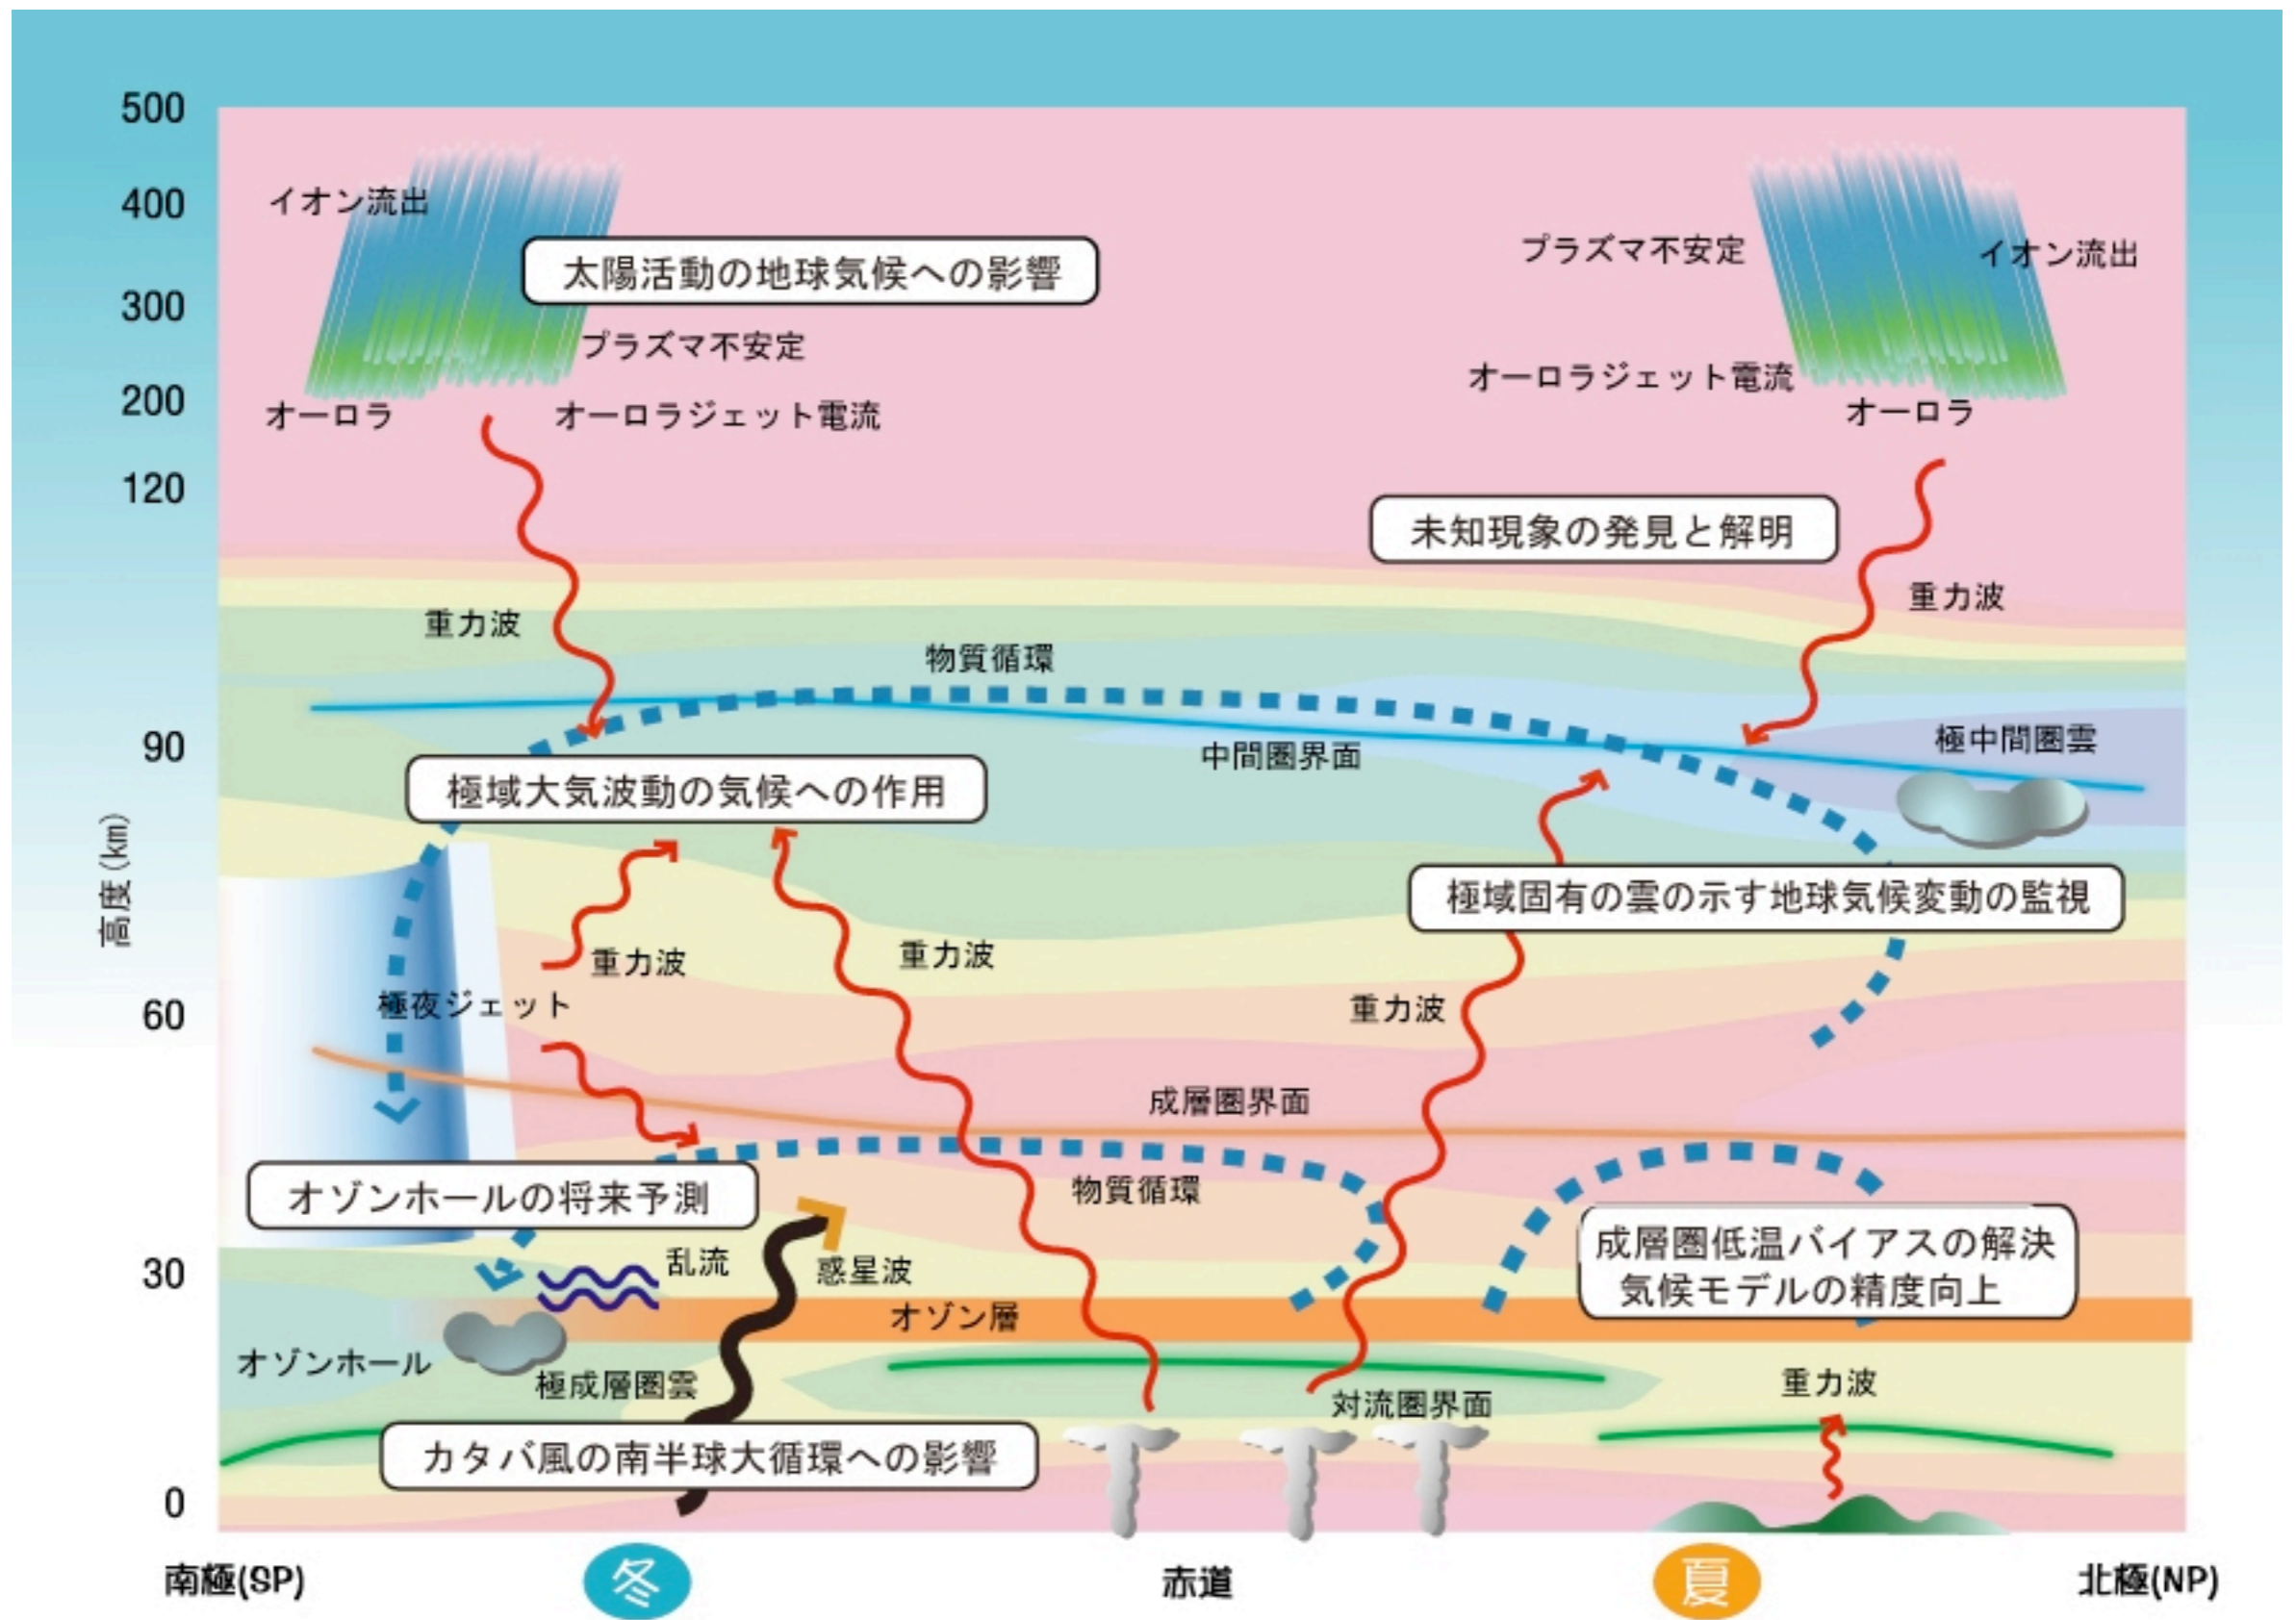 500
400
300
200
120
90
60
30
0
高度(km)
イオン流出
太陽活動の地球気候への影響
プラズマ不安定
オーロラ
オーロラジェット電流
プラズマ不安定
イオン流出
オーロラジェット電流
オーロラ
未知現象の発見と解明
重力波
重力波
物質循環
中間圏界面
極中間圏雲
極域大気波動の気候への作用
極域固有の雲の示す地球気候変動の監視
重力波
重力波
重力波
極夜ジェット
成層圏界面
物質循環
オゾンホールの将来予測
成層圏低温バイアスの解決
気候モデルの精度向上
乱流
惑星波
オゾン層
オゾンホール
極成層圏雲
対流圏界面
重力波
カタバ風の南半球大循環への影響
南極(SP)
冬
赤道
夏
北極(NP)